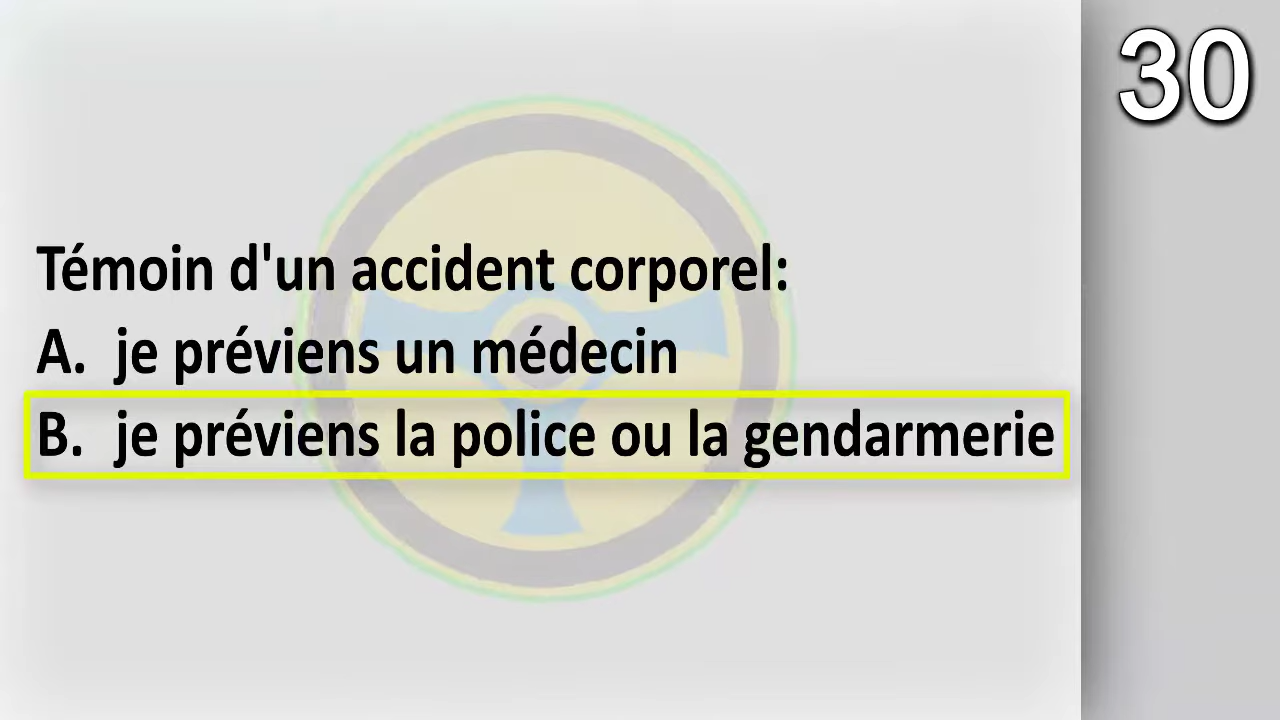 30
Témoin d'un accident corporel:
A. je préviens un médecin
B. je préviens la police ou la gendarmerie